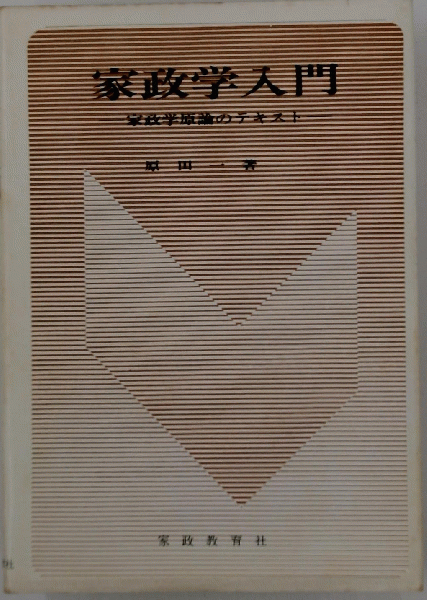 家政学入門
—家政学原論のテキスト—
原田一著
家政教育社